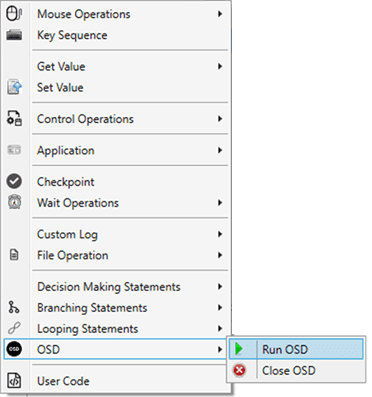 Mouse Operations
Key Sequence
Get Value
Set Value
Control Operations
Application
Checkpoint
Wait Operations
Custom Log
File Operation
Decision Making Statements
Branching Statements
Looping Statements
OSD OSD
Run OSD
Close OSD
User Code